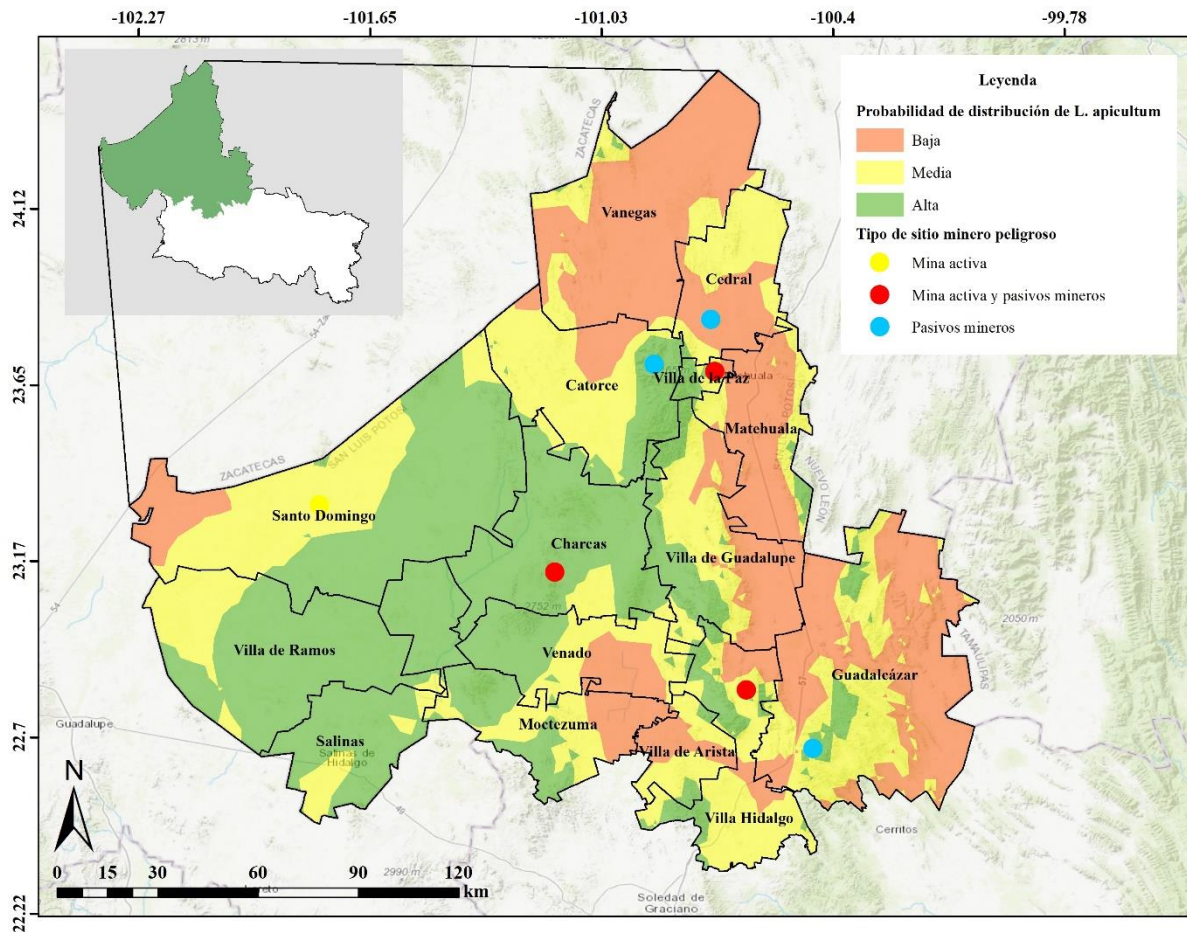 -102.27 -101.65 -101.03 -100.4 -99.78
24.12
23.65
23.17
22.7
22.22
Leyenda
Probabilidad de distribución de L. apicultum
Baja
Media
Alta
Tipo de sitio minero peligroso
Mina activa
Mina activa y pasivos mineros
Pasivos mineros
ZACATECAS
Vanegas
Cedral
Catorce
Villa de la Paz
Matehuala
SAN LUIS POTOSÍ
ZACATECAS
NUEVO LEÓN
Santo Domingo
Charcas
Villa de Guadalupe
2752 m
2050 m
TAMAULIPAS
Villa de Ramos
Venado
Guadalcázar
57
54
Guadalupe
Moctezuma
Salinas
Salinas de
Hidalgo
Villa de Arista
49
Villa Hidalgo
Cerritos
N
2990 m
0 15 30 60 90 120
km
Soledad de
Graciano